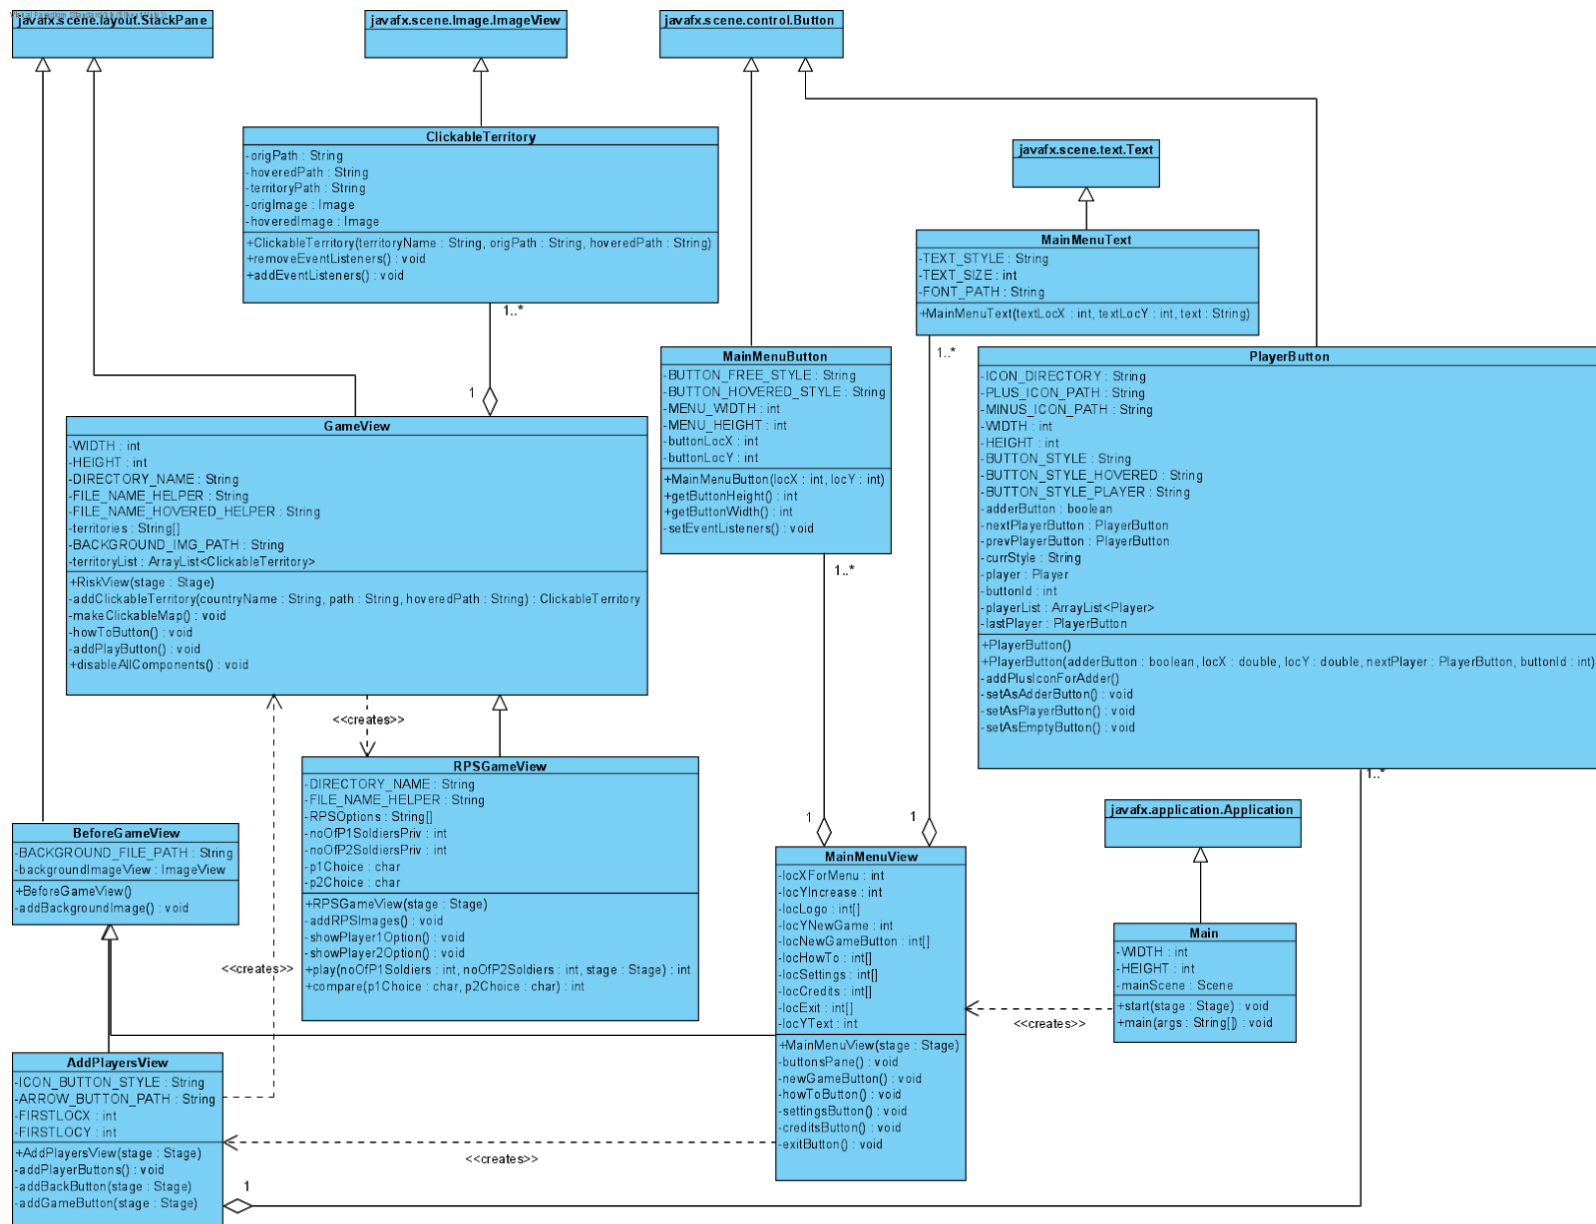 javafx.scene.layout.StackPane
javafx.scene.Image.ImageView
javafx.scene.control.Button
ClickableTerritory
-origPath : String
-hoveredPath : String
-territoryPath : String
-origImage : Image
-hoveredImage : Image
+ClickableTerritory(territoryName : String, origPath : String, hoveredPath : String)
+removeEventListeners() : void
+addEventListeners() : void
1..*
1
javafx.scene.text.Text
MainMenuText
-TEXT_STYLE : String
-TEXT_SIZE : int
-FONT_PATH : String
+MainMenuText(textLocX : int, textLocY : int, text : String)
1..*
1
MainMenuButton
-BUTTON_FREE_STYLE : String
-BUTTON_HOVERED_STYLE : String
-MENU_WIDTH : int
-MENU_HEIGHT : int
-buttonLocX : int
-buttonLocY : int
+MainMenuButton(locX : int, locY : int)
+getButtonHeight() : int
+getButtonWidth() : int
-setEventListeners() : void
1..*
1
PlayerButton
-ICON_DIRECTORY : String
-PLUS_ICON_PATH : String
-MINUS_ICON_PATH : String
-WIDTH : int
-HEIGHT : int
-BUTTON_STYLE : String
-BUTTON_STYLE_HOVERED : String
-BUTTON_STYLE_PLAYER : String
-adderButton : boolean
-nextPlayerButton : PlayerButton
-prevPlayerButton : PlayerButton
-currStyle : String
-player : Player
-buttonId : int
-playerList : ArrayList<Player>
-lastPlayer : PlayerButton
+PlayerButton()
+PlayerButton(adderButton : boolean, locX : double, locY : double, nextPlayer : PlayerButton, buttonId : int)
-addPlusIconForAdder()
-setAsAdderButton() : void
-setAsPlayerButton() : void
-setAsEmptyButton() : void
1..*
GameView
-WIDTH : int
-HEIGHT : int
-DIRECTORY_NAME : String
-FILE_NAME_HELPER : String
-FILE_NAME_HOVERED_HELPER : String
-territories : String[]
-BACKGROUND_IMG_PATH : String
-territoryList : ArrayList<ClickableTerritory>
+RiskView(stage : Stage)
-addClickableTerritory(countryName : String, path : String, hoveredPath : String) : ClickableTerritory
-makeClickableMap() : void
-howToButton() : void
-addPlayButton() : void
+disableAllComponents() : void
<<creates>>
RPSGameView
-DIRECTORY_NAME : String
-FILE_NAME_HELPER : String
-RPSOptions : String[]
-noOfP1SoldiersPriv : int
-noOfP2SoldiersPriv : int
-p1Choice : char
-p2Choice : char
+RPSGameView(stage : Stage)
-addRPSImages() : void
-showPlayer1Option() : void
-showPlayer2Option() : void
+play(noOfP1Soldiers : int, noOfP2Soldiers : int, stage : Stage) : int
+compare(p1Choice : char, p2Choice : char) : int
BeforeGameView
-BACKGROUND_FILE_PATH : String
-backgroundImageView : ImageView
+BeforeGameView()
-addBackgroundImage() : void
<<creates>>
MainMenuView
-locXForMenu : int
-locYIncrease : int
-locLogo : int[]
-locYNewGame : int
-locNewGameButton : int[]
-locHowTo : int[]
-locSettings : int[]
-locCredits : int[]
-locExit : int[]
-locYText : int
+MainMenuView(stage : Stage)
-buttonsPane() : void
-newGameButton() : void
-howToButton() : void
-settingsButton() : void
-creditsButton() : void
-exitButton() : void
javafx.application.Application
Main
-WIDTH : int
-HEIGHT : int
-mainScene : Scene
+start(stage : Stage) : void
+main(args : String[]) : void
<<creates>>
AddPlayersView
-ICON_BUTTON_STYLE : String
-ARROW_BUTTON_PATH : String
-FIRSTLOCX : int
-FIRSTLOCY : int
+AddPlayersView(stage : Stage)
-addPlayerButtons() : void
-addBackButton(stage : Stage)
-addGameButton(stage : Stage)
<<creates>>
1